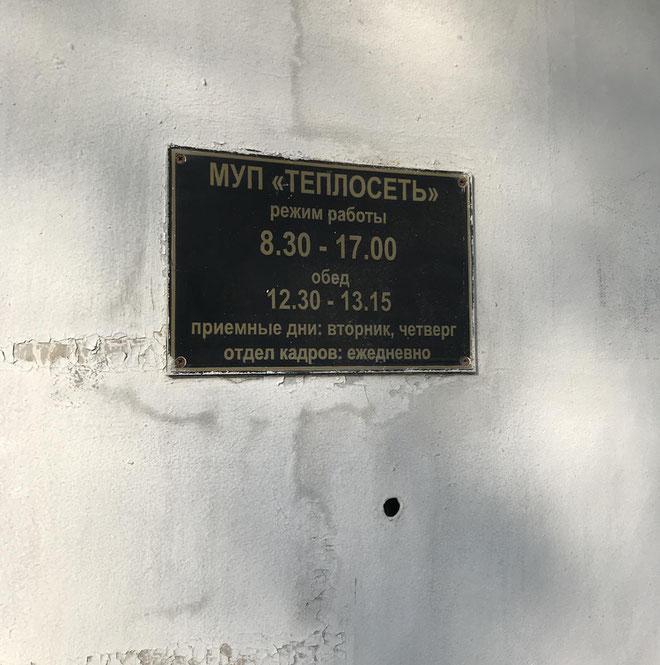 МУП «ТЕПЛОСЕТЬ»
режим работы
8.30 - 17.00
обед
12.30 - 13.15
приемные дни: вторник, четверг
отдел кадров: ежедневно